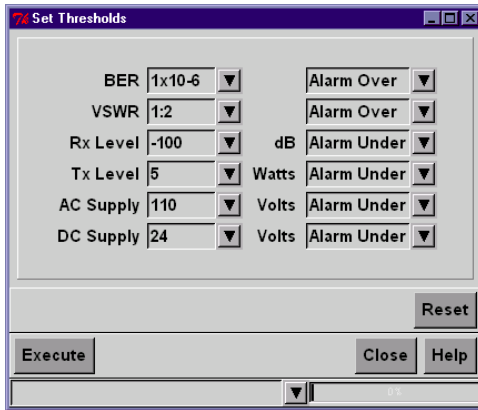 Set Thresholds
BER 1x10-6 Alarm Over
VSWR 1:2 Alarm Over
Rx Level -100 dB Alarm Under
Tx Level 5 Watts Alarm Under
AC Supply 110 Volts Alarm Under
DC Supply 24 Volts Alarm Under
Reset
Execute Close Help
0%